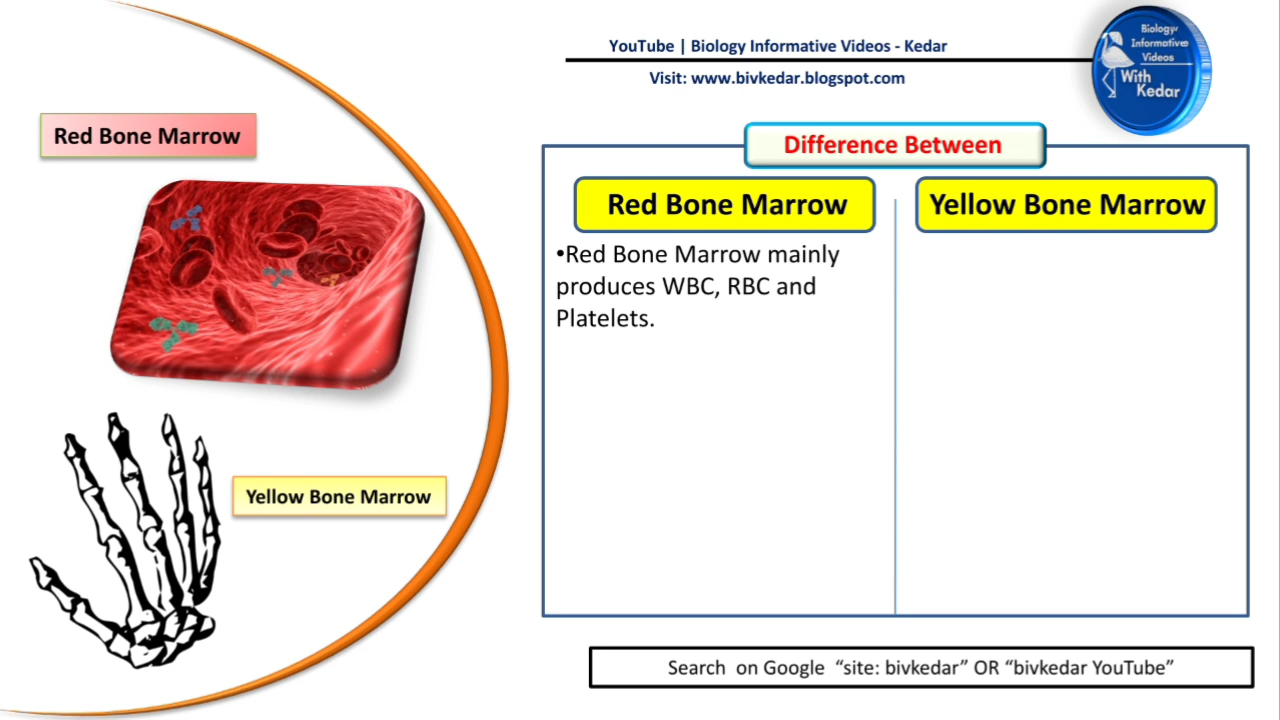 YouTube | Biology Informative Videos - Kedar
Visit: www.bivkedar.blogspot.com
Biology
Informative
Videos
With
Kedar
Red Bone Marrow
Yellow Bone Marrow
Difference Between
Red Bone Marrow
Yellow Bone Marrow
•Red Bone Marrow mainly
produces WBC, RBC and
Platelets.
Search on Google “site: bivkedar” OR “bivkedar YouTube”